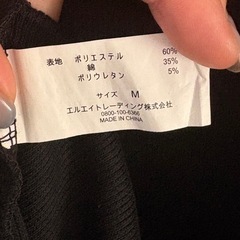 表地 ポリエステル 60%
綿 35%
ポリウレタン 5%
サイズ M
エルエイトレーディング株式会社
0800-100-6366
MADE IN CHINA